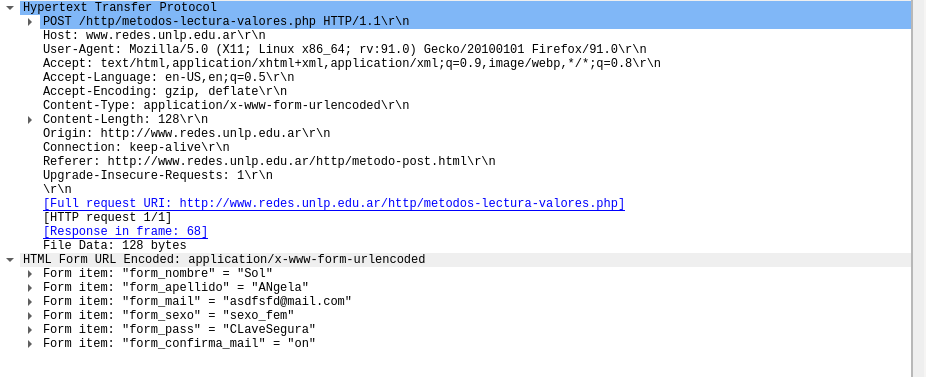 Hypertext Transfer Protocol
POST /http/metodos-lectura-valores.php HTTP/1.1\r\n
Host: www.redes.unlp.edu.ar\r\n
User-Agent: Mozilla/5.0 (X11; Linux x86_64; rv:91.0) Gecko/20100101 Firefox/91.0\r\n
Accept: text/html,application/xhtml+xml,application/xml;q=0.9,image/webp,*/*;q=0.8\r\n
Accept-Language: en-US,en;q=0.5\r\n
Accept-Encoding: gzip, deflate\r\n
Content-Type: application/x-www-form-urlencoded\r\n
Content-Length: 128\r\n
Origin: http://www.redes.unlp.edu.ar\r\n
Connection: keep-alive\r\n
Referer: http://www.redes.unlp.edu.ar/http/metodo-post.html\r\n
Upgrade-Insecure-Requests: 1\r\n
\r\n
[Full request URI: http://www.redes.unlp.edu.ar/http/metodos-lectura-valores.php]
[HTTP request 1/1]
[Response in frame: 68]
File Data: 128 bytes
HTML Form URL Encoded: application/x-www-form-urlencoded
Form item: "form_nombre" = "Sol"
Form item: "form_apellido" = "ANgela"
Form item: "form_mail" = "asdfsfd@mail.com"
Form item: "form_sexo" = "sexo_fem"
Form item: "form_pass" = "CLaveSegura"
Form item: "form_confirma_mail" = "on"